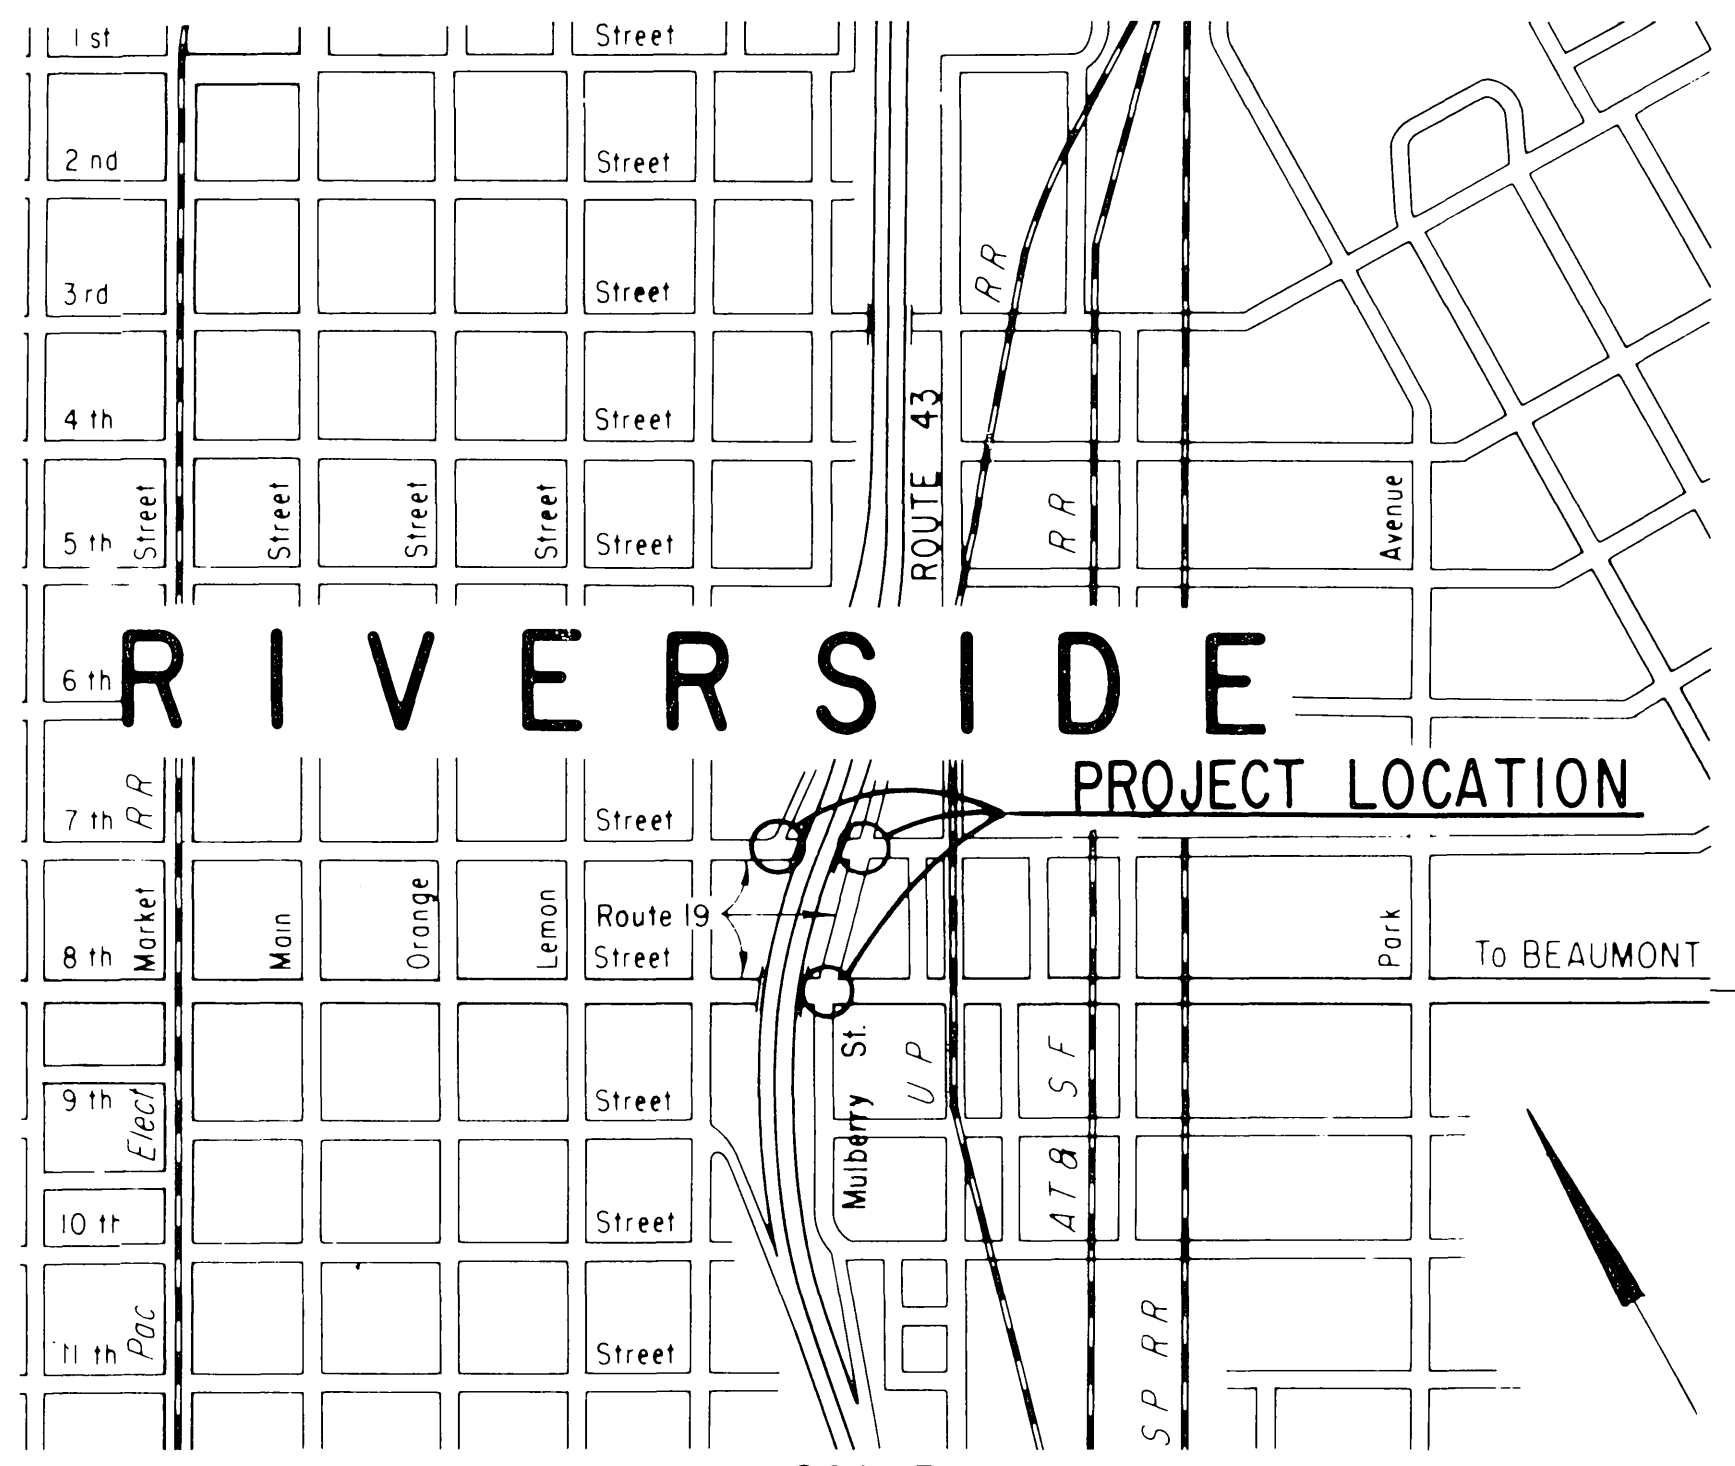 1st Street
2nd Street
3rd Street
4th Street
5th Street
Street
Street
Street
Street
ROUTE 43
RR
RR
Avenue
6th
RIVERSIDE
PROJECT LOCATION
7th Street
RR
Route 19
8th Street
Market
Main
Orange
Lemon
Park
To BEAUMONT
Mulberry St.
UP
AT& SF
9th Street
Elect
10th Street
11th Street
Pac
SP RR